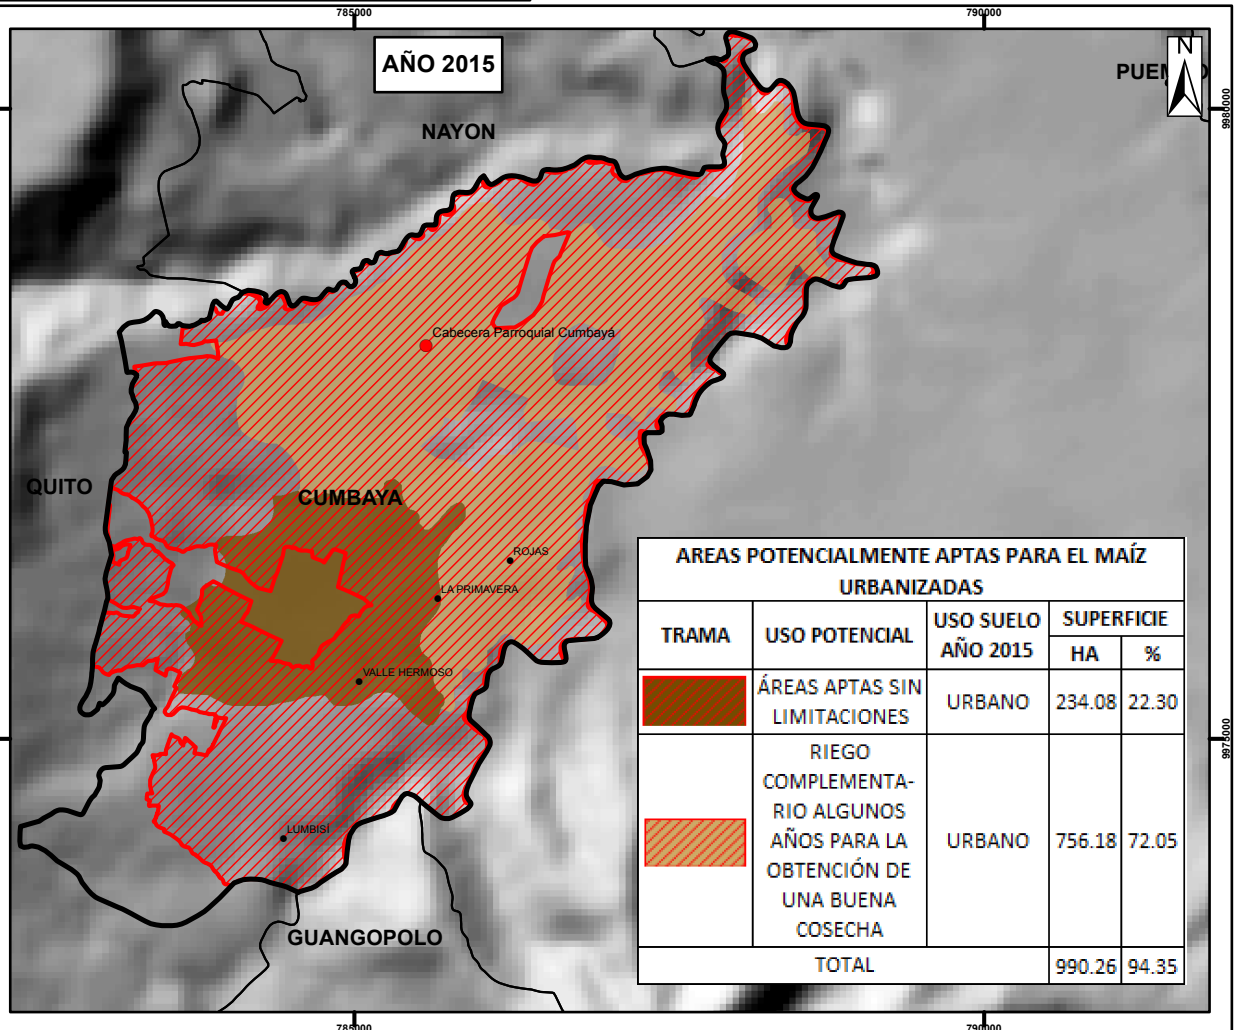 785000
790000
AÑO 2015
N
NAYON
9980000
Cabecera Parroquial Cumbayá
QUITO
CUMBAYA
ROJAS
LA PRIMAVERA
VALLE HERMOSO
LUMBISÍ
GUANGOPOLO
AREAS POTENCIALMENTE APTAS PARA EL MAÍZ
URBANIZADAS
TRAMA
USO POTENCIAL
USO SUELO
AÑO 2015
SUPERFICIE
HA
%
ÁREAS APTAS SIN
LIMITACIONES
URBANO
234.08
22.30
RIEGO
COMPLEMENTA-
RIO ALGUNOS
AÑOS PARA LA
OBTENCIÓN DE
UNA BUENA
COSECHA
URBANO
756.18
72.05
TOTAL
990.26
94.35
9975000
785000
790000